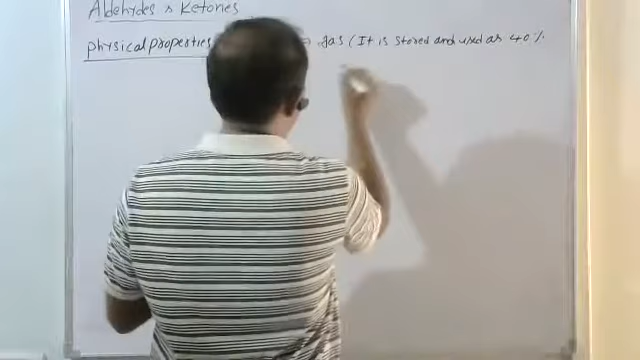 Aldehydes & Ketones
physical properties gas (It is stored and used as 40%